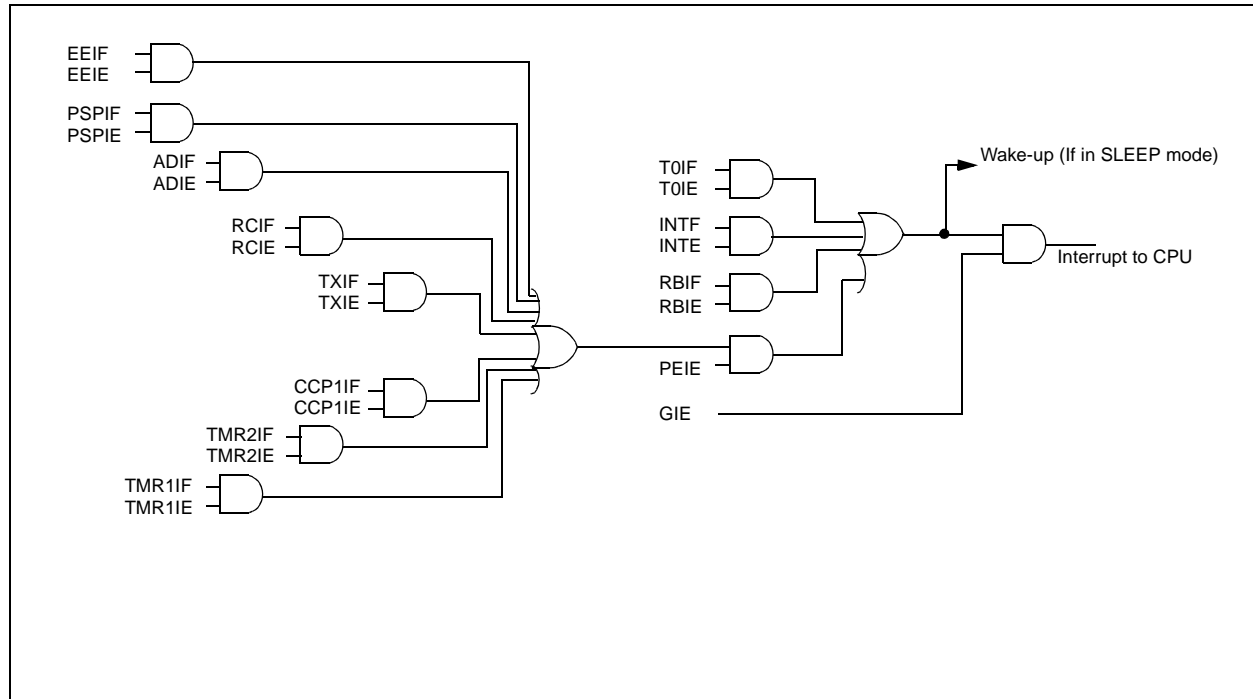 EEIF
EEIE
PSPIF
PSPIE
ADIF
ADIE
RCIF
RCIE
TXIF
TXIE
CCP1IF
CCP1IE
TMR2IF
TMR2IE
TMR1IF
TMR1IE
T0IF
T0IE
INTF
INTE
RBIF
RBIE
PEIE
GIE
Wake-up (If in SLEEP mode)
Interrupt to CPU